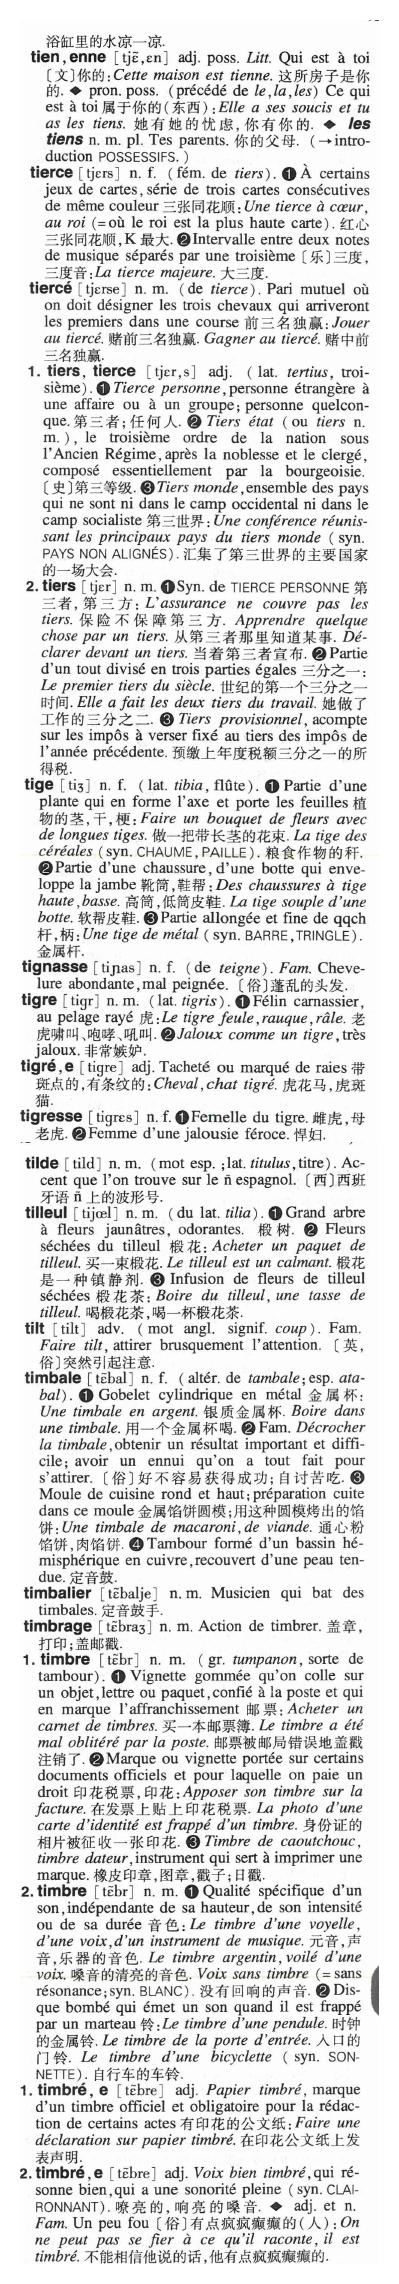 浴缸里的水凉一凉.
tien, enne [tjɛ̃, ɛn] adj. poss. Litt. Qui est à toi
〔文〕你的: Cette maison est tienne. 这所房子是你
的. ◆ pron. poss. (précédé de le, la, les) Ce qui
est à toi 属于你的(东西): Elle a ses soucis et tu
as les tiens. 她有她的忧虑, 你有你的. ◆ les
tiens n. m. pl. Tes parents. 你的父母. (→intro-
duction POSSESSIFS.)
tierce [tjɛrs] n. f. (fém. de tiers). ❶ À certains
jeux de cartes, série de trois cartes consécutives
de même couleur 三张同花顺: Une tierce à cœur,
au roi (=où le roi est la plus haute carte). 红心
三张同花顺, K 最大. ❷ Intervalle entre deux notes
de musique séparés par une troisième〔乐〕三度,
三度音: La tierce majeure. 大三度.
tiercé [tjɛrse] n. m. (de tierce). Pari mutuel où
on doit désigner les trois chevaux qui arriveront
les premiers dans une course 前三名独赢: Jouer
au tiercé. 赌前三名独赢. Gagner au tiercé. 赌中前
三名独赢.
1. tiers, tierce [tjɛr, s] adj. (lat. tertius, troi-
sième). ❶ Tierce personne, personne étrangère à
une affaire ou à un groupe; personne quelcon-
que. 第三者; 任何人. ❷ Tiers état (ou tiers n.
m.), le troisième ordre de la nation sous
l'Ancien Régime, après la noblesse et le clergé,
composé essentiellement par la bourgeoisie.
〔史〕第三等级. ❸ Tiers monde, ensemble des pays
qui ne sont ni dans le camp occidental ni dans le
camp socialiste 第三世界: Une conférence réunis-
sant les principaux pays du tiers monde (syn.
PAYS NON ALIGNÉS). 汇集了第三世界的主要国家
的一场大会.
2. tiers [tjɛr] n. m. ❶ Syn. de TIERCE PERSONNE 第
三者, 第三方: L'assurance ne couvre pas les
tiers. 保险不保障第三方. Apprendre quelque
chose par un tiers. 从第三者那里知道某事. Dé-
clarer devant un tiers. 当着第三者宣布. ❷ Partie
d'un tout divisé en trois parties égales 三分之一:
Le premier tiers du siècle. 世纪的第一个三分之一
时间. Elle a fait les deux tiers du travail. 她做了
工作的三分之二. ❸ Tiers provisionnel, acompte
sur les impôs à verser fixé au tiers des impôs de
l'année précédente. 预缴上年度税额三分之一的所
得税.
tige [tiʒ] n. f. (lat. tibia, flûte). ❶ Partie d'une
plante qui en forme l'axe et porte les feuilles 植
物的茎, 干, 梗: Faire un bouquet de fleurs avec
de longues tiges. 做一把带长茎的花束. La tige des
céréales (syn. CHAUME, PAILLE). 粮食作物的秆.
❷ Partie d'une chaussure, d'une botte qui enve-
loppe la jambe 靴筒, 鞋帮: Des chaussures à tige
haute, basse. 高筒, 低筒皮鞋. La tige souple d'une
botte. 软帮皮鞋. ❸ Partie allongée et fine de qqch
杆, 柄: Une tige de métal (syn. BARRE, TRINGLE).
金属杆.
tignasse [tiɲas] n. f. (de teigne). Fam. Cheve-
lure abondante, mal peignée. 〔俗〕蓬乱的头发.
tigre [tigr] n. m. (lat. tigris). ❶ Félin carnassier,
au pelage rayé 虎: Le tigre feule, rauque, râle. 老
虎啸叫、咆哮、吼叫. ❷ Jaloux comme un tigre, très
jaloux. 非常嫉妒.
tigré, e [tigre] adj. Tacheté ou marqué de raies 带
斑点的, 有条纹的: Cheval, chat tigré. 虎花马, 虎斑
猫.
tigresse [tigrɛs] n. f. ❶ Femelle du tigre. 雌虎, 母
老虎. ❷ Femme d'une jalousie féroce. 悍妇.
tilde [tild] n. m. (mot esp.; lat. titulus, titre). Ac-
cent que l'on trouve sur le ñ espagnol. 〔西〕西班
牙语 ñ 上的波形号.
tilleul [tijœl] n. m. (du lat. tilia). ❶ Grand arbre
à fleurs jaunâtres, odorantes. 椴树. ❷ Fleurs
séchées du tilleul 椴花: Acheter un paquet de
tilleul. 买一束椴花. Le tilleul est un calmant. 椴花
是一种镇静剂. ❸ Infusion de fleurs de tilleul
séchées 椴花茶: Boire du tilleul, une tasse de
tilleul. 喝椴花茶, 喝一杯椴花茶.
tilt [tilt] adv. (mot angl. signif. coup). Fam.
Faire tilt, attirer brusquement l'attention. 〔英,
俗〕突然引起注意.
timbale [tɛ̃bal] n. f. (altér. de tambale; esp. ata-
bal). ❶ Gobelet cylindrique en métal 金属杯:
Une timbale en argent. 银质金属杯. Boire dans
une timbale. 用一个金属杯喝. ❷ Fam. Décrocher
la timbale, obtenir un résultat important et diffi-
cile; avoir un ennui qu'on a tout fait pour
s'attirer. 〔俗〕好不容易获得成功; 自讨苦吃. ❸
Moule de cuisine rond et haut; préparation cuite
dans ce moule 金属馅饼圆模; 用这种圆模烤出的馅
饼: Une timbale de macaroni, de viande. 通心粉
馅饼, 肉馅饼. ❹ Tambour formé d'un bassin hé-
misphérique en cuivre, recouvert d'une peau ten-
due. 定音鼓.
timbalier [tɛ̃balje] n. m. Musicien qui bat des
timbales. 定音鼓手.
timbrage [tɛ̃braʒ] n. m. Action de timbrer. 盖章,
打印; 盖邮戳.
1. timbre [tɛ̃br] n. m. (gr. tumpanon, sorte de
tambour). ❶ Vignette gommée qu'on colle sur
un objet, lettre ou paquet, confié à la poste et qui
en marque l'affranchissement 邮票: Acheter un
carnet de timbres. 买一本邮票簿. Le timbre a été
mal oblitéré par la poste. 邮票被邮局错误地盖戳
注销了. ❷ Marque ou vignette portée sur certains
documents officiels et pour laquelle on paie un
droit 印花税票, 印花: Apposer son timbre sur la
facture. 在发票上贴上印花税票. La photo d'une
carte d'identité est frappé d'un timbre. 身份证的
相片被征收一张印花. ❸ Timbre de caoutchouc,
timbre dateur, instrument qui sert à imprimer une
marque. 橡皮印章, 图章, 戳子; 日戳.
2. timbre [tɛ̃br] n. m. ❶ Qualité spécifique d'un
son, indépendante de sa hauteur, de son intensité
ou de sa durée 音色: Le timbre d'une voyelle,
d'une voix, d'un instrument de musique. 元音, 声
音, 乐器的音色. Le timbre argentin, voilé d'une
voix. 嗓音的清亮的音色. Voix sans timbre (=sans
résonance; syn. BLANC). 没有回响的声音. ❷ Dis-
que bombé qui émet un son quand il est frappé
par un marteau 铃: Le timbre d'une pendule. 时钟
的金属铃. Le timbre de la porte d'entrée. 入口的
门铃. Le timbre d'une bicyclette (syn. SON-
NETTE). 自行车的车铃.
1. timbré, e [tɛ̃bre] adj. Papier timbré, marque
d'un timbre officiel et obligatoire pour la rédac-
tion de certains actes 有印花的公文纸: Faire une
déclaration sur papier timbré. 在印花公文纸上发
表声明.
2. timbré, e [tɛ̃bre] adj. Voix bien timbré, qui ré-
sonne bien, qui a une sonorité pleine (syn. CLAI-
RONNANT). 嘹亮的, 响亮的嗓音. ◆ adj. et n.
Fam. Un peu fou〔俗〕有点疯疯癫癫的(人): On
ne peut pas se fier à ce qu'il raconte, il est
timbré. 不能相信他说的话, 他有点疯疯癫癫的.